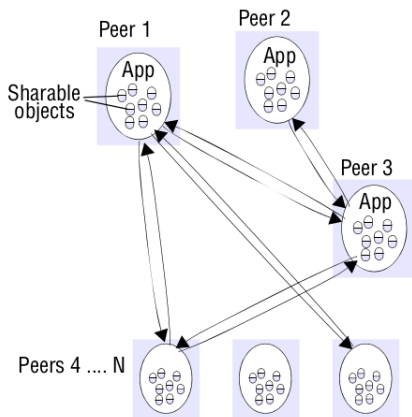 Peer 1
Peer 2
App
App
Sharable
objects
Peer 3
App
Peers 4 .... N